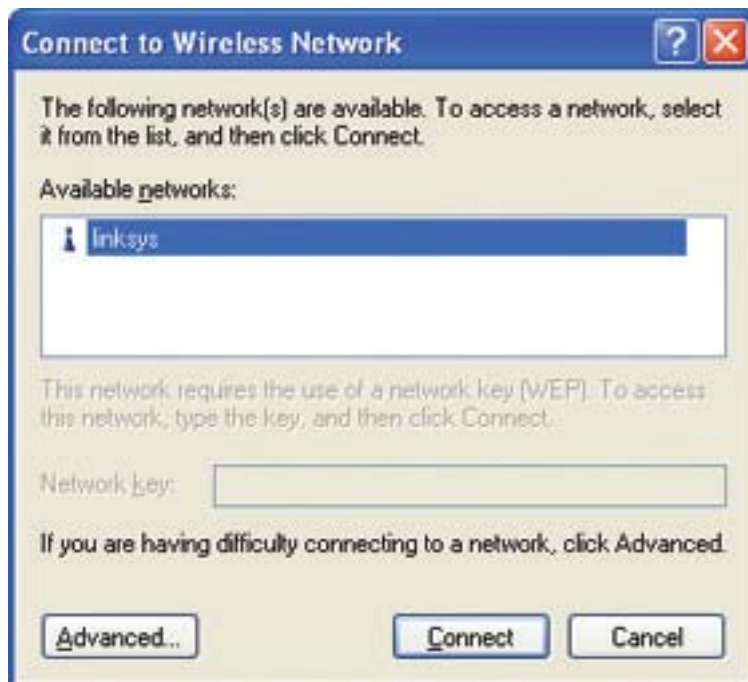 Connect to Wireless Network
The following network(s) are available. To access a network, select
it from the list, and then click Connect.
Available networks:
linksys
This network requires the use of a network key (WEP). To access
this network, type the key, and then click Connect.
Network key:
If you are having difficulty connecting to a network, click Advanced.
Advanced... Connect Cancel